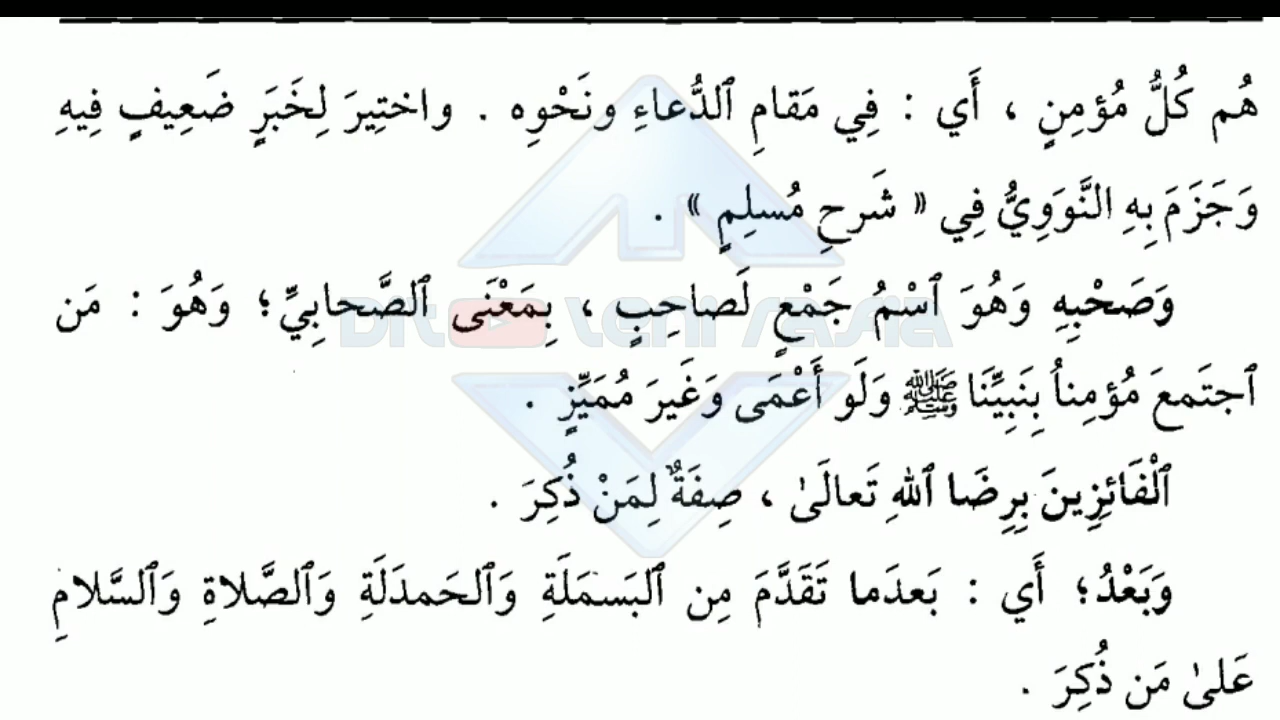 هُم كُلُّ مُؤمِنٍ ، أَي : فِي مَقامِ ٱلدُّعاءِ ونَحْوِه . واختِيرَ لِخَبَرٍ ضَعِيفٍ فِيهِ
وَجَزَمَ بِهِ النَّوَوِيُّ فِي « شَرحِ مُسلِمٍ » .
وَصَحْبِهِ وَهُوَ ٱسْمُ جَمْعٍ لَصاحِبٍ ، بِمَعْنَى ٱلصَّحابِيِّ؛ وَهُوَ : مَن
ٱجتَمعَ مُؤمِناُ بِنَبِيِّنَا ﷺ وَلَو أَعْمَى وَغَيرَ مُمَيِّزٍ .
ٱلْفَائِزِينَ بِرِضَا ٱللهِ تَعالَىٰ ، صِفَةٌ لِمَنْ ذُكِرَ .
وَبَعْدُ؛ أَي : بَعدَما تَقَدَّمَ مِن ٱلبَسمَلَةِ وَٱلحَمدَلَةِ وَٱلصَّلاةِ وَٱلسَّلامِ
عَلىٰ مَن ذُكِرَ .